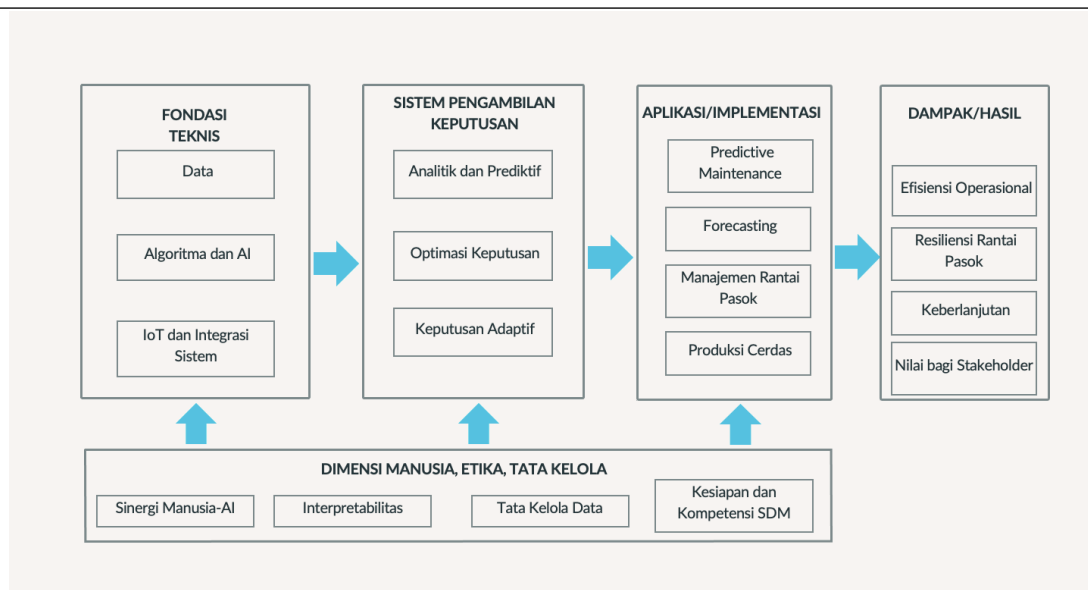 FONDASI
TEKNIS
Data
Algoritma dan AI
IoT dan Integrasi
Sistem
SISTEM PENGAMBILAN
KEPUTUSAN
Analitik dan Prediktif
Optimasi Keputusan
Keputusan Adaptif
APLIKASI/IMPLEMENTASI
Predictive
Maintenance
Forecasting
Manajemen Rantai
Pasok
Produksi Cerdas
DAMPAK/HASIL
Efisiensi Operasional
Resiliensi Rantai
Pasok
Keberlanjutan
Nilai bagi Stakeholder
DIMENSI MANUSIA, ETIKA, TATA KELOLA
Sinergi Manusia-AI
Interpretabilitas
Tata Kelola Data
Kesiapan dan
Kompetensi SDM